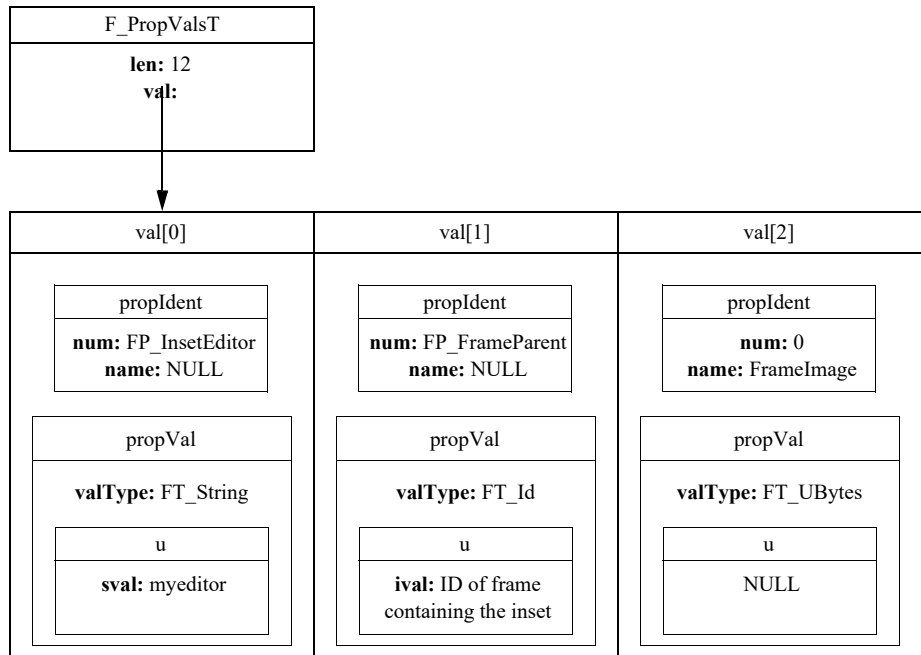 F_PropValsT
len: 12
val:
val[0]
val[1]
val[2]
propIdent
num: FP_InsetEditor
name: NULL
propIdent
num: FP_FrameParent
name: NULL
propIdent
num: 0
name: FrameImage
propVal
valType: FT_String
u
sval: myeditor
propVal
valType: FT_Id
u
ival: ID of frame
containing the inset
propVal
valType: FT_UBytes
u
NULL